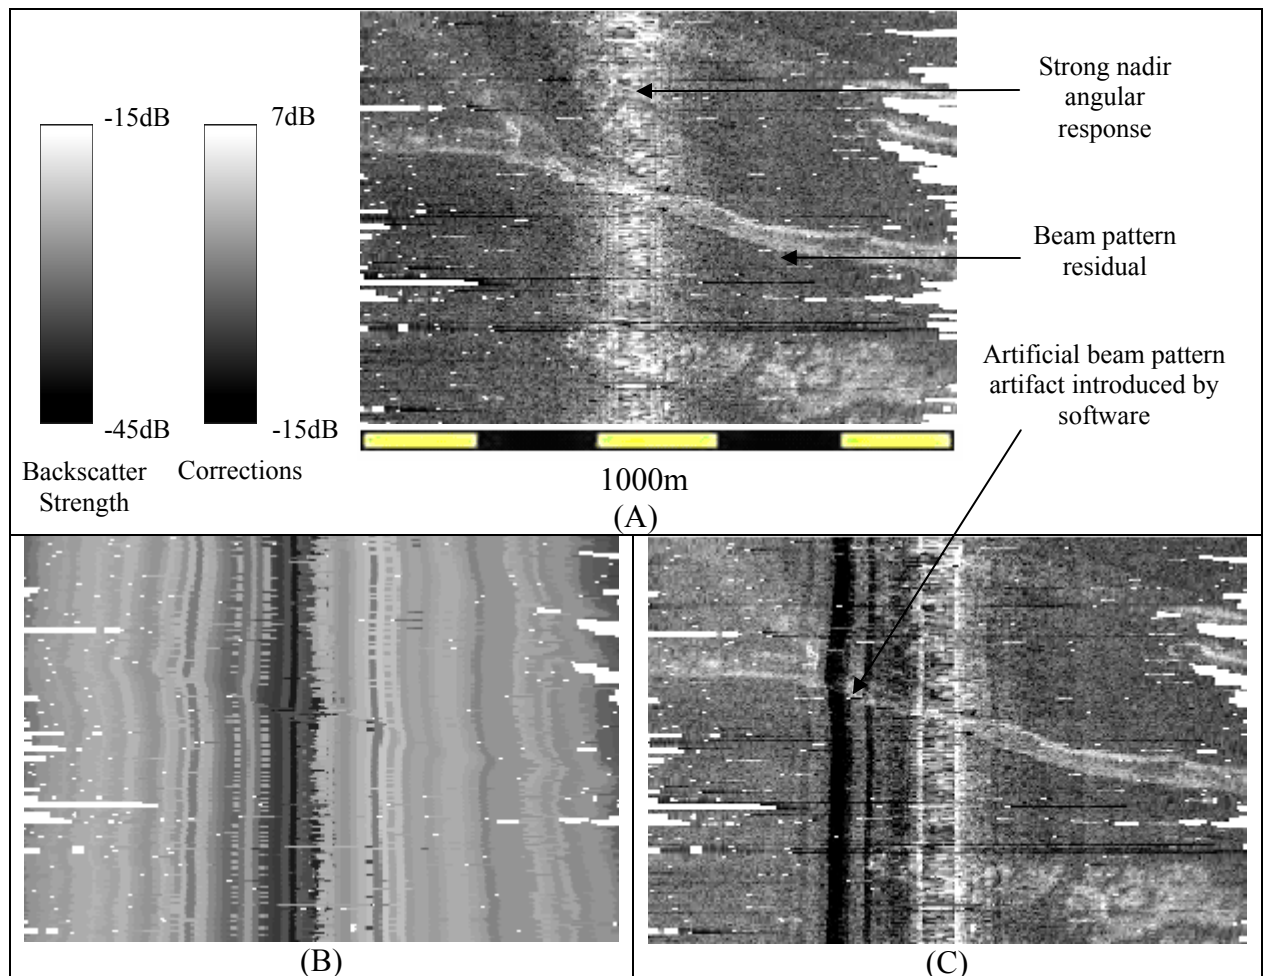 -15dB
7dB
-45dB
-15dB
Backscatter
Strength
Corrections
Strong nadir
angular
response
Beam pattern
residual
Artificial beam pattern
artifact introduced by
software
1000m
(A)
(B)
(C)